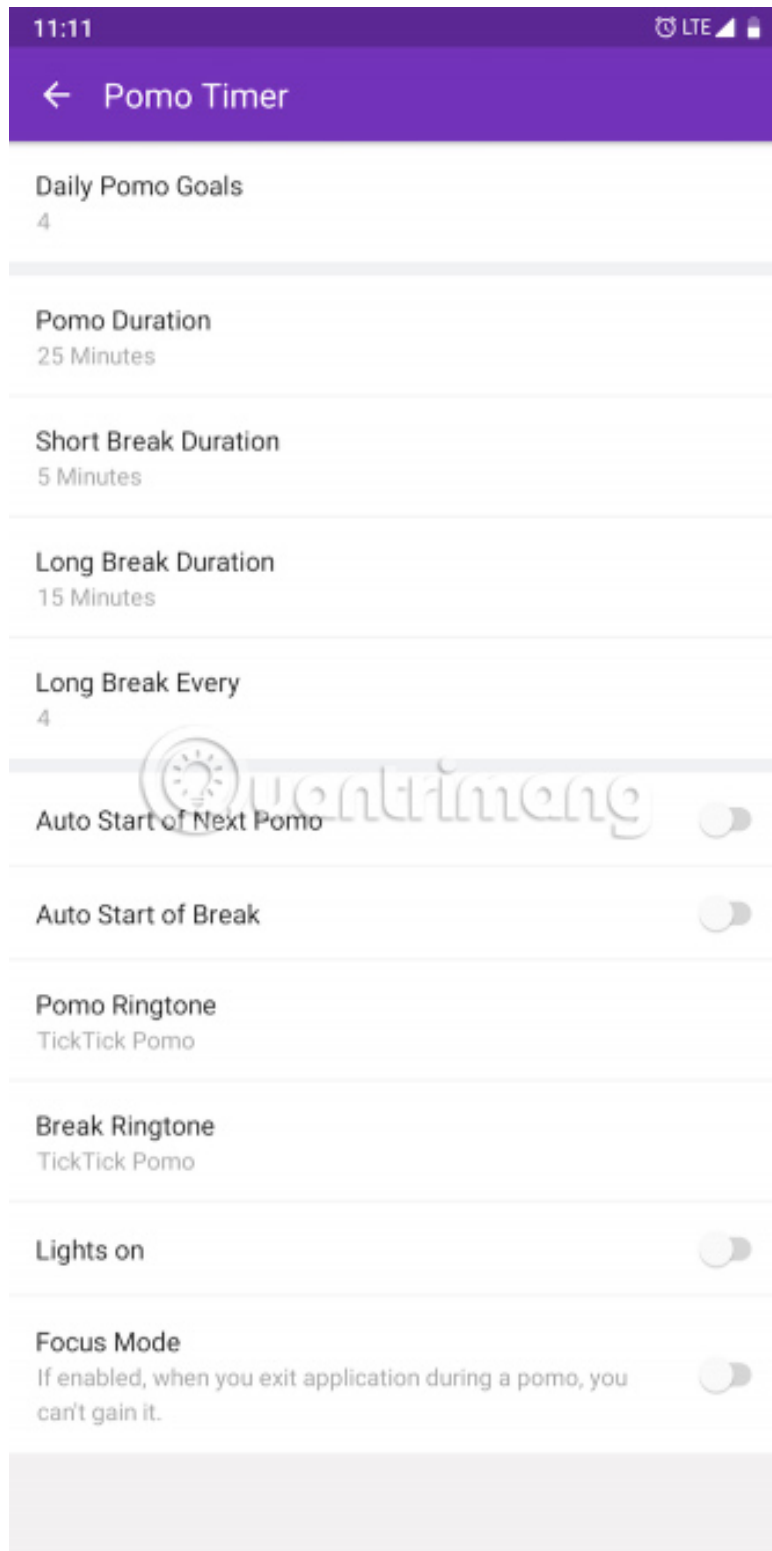 11:11 LTE
Pomo Timer
Daily Pomo Goals
4
Pomo Duration
25 Minutes
Short Break Duration
5 Minutes
Long Break Duration
15 Minutes
Long Break Every
4
Quantrimang
Auto Start of Next Pomo
Auto Start of Break
Pomo Ringtone
TickTick Pomo
Break Ringtone
TickTick Pomo
Lights on
Focus Mode
If enabled, when you exit application during a pomo, you
can't gain it.